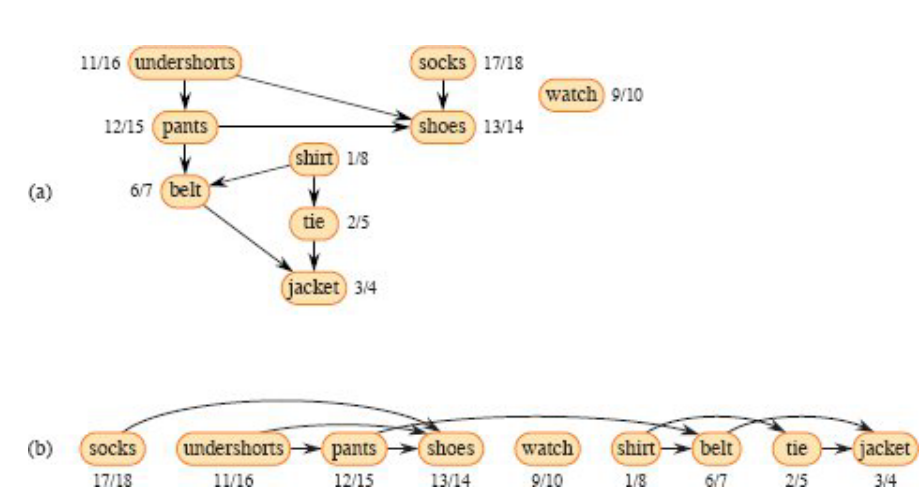 11/16 undershorts socks 17/18
watch 9/10
12/15 pants shoes 13/14
shirt 1/8
(a) 6/7 belt
tie 2/5
jacket 3/4
(b) socks undershorts pants shoes watch shirt belt tie jacket
17/18 11/16 12/15 13/14 9/10 1/8 6/7 2/5 3/4